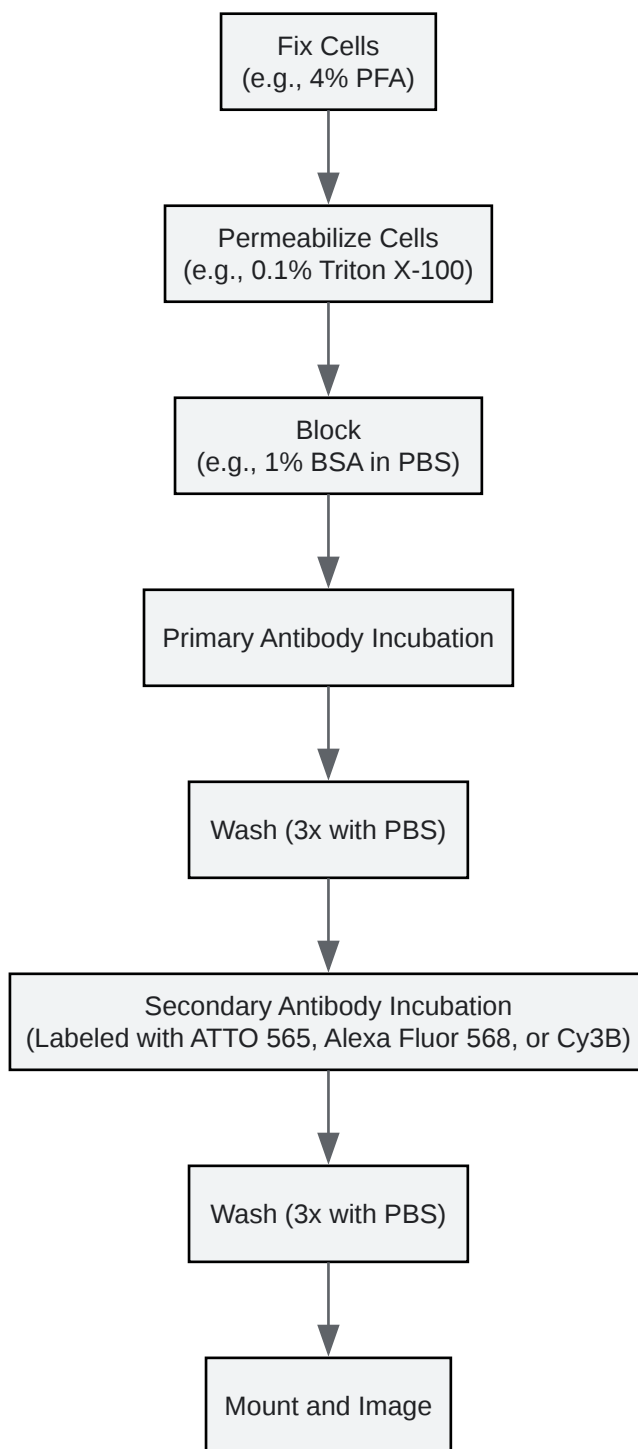 Fix Cells
(e.g., 4% PFA)
Permeabilize Cells
(e.g., 0.1% Triton X-100)
Block
(e.g., 1% BSA in PBS)
Primary Antibody Incubation
Wash (3x with PBS)
Secondary Antibody Incubation
(Labeled with ATTO 565, Alexa Fluor 568, or Cy3B)
Wash (3x with PBS)
Mount and Image